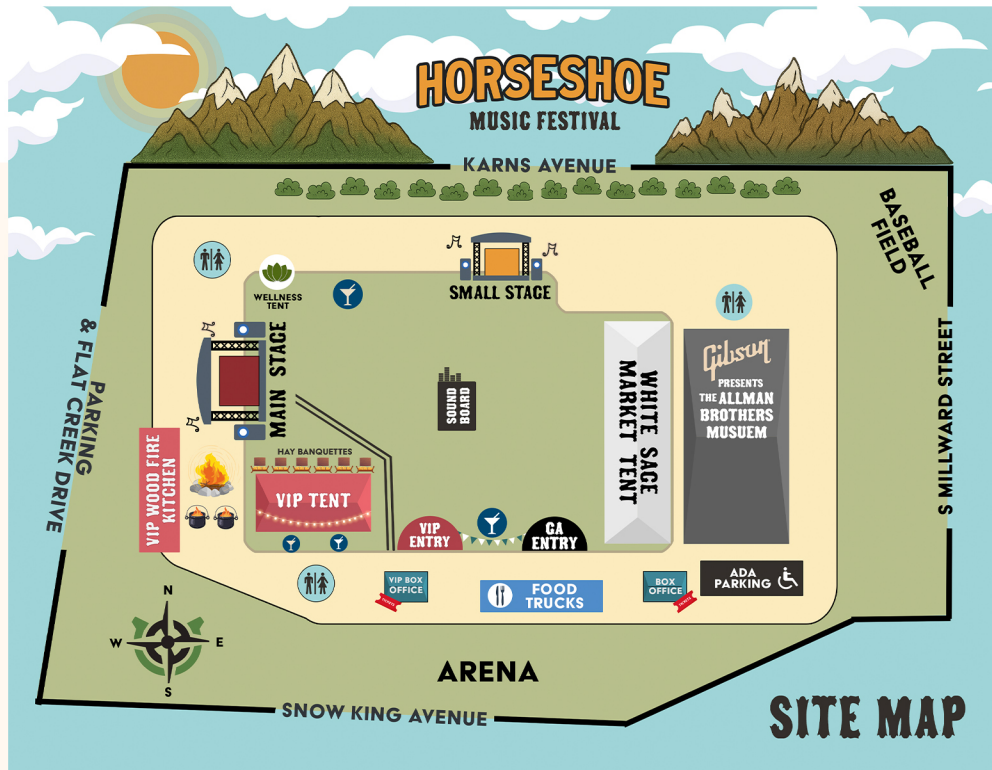 HORSESHOE
MUSIC FESTIVAL
KARNS AVENUE
BASEBALL
FIELD
WELLNESS
TENT
SMALL STAGE
MAIN STAGE
SOUND
BOARD
WHITE SAGE
MARKET TENT
Gibson
PRESENTS
THE ALLMAN
BROTHERS
MUSUEM
S MILLWARD STREET
PARKING
& FLAT CREEK DRIVE
VIP WOOD FIRE
KITCHEN
HAY BANQUETTES
VIP TENT
VIP
ENTRY
GA
ENTRY
VIP BOX
OFFICE
TICKETS
FOOD
TRUCKS
BOX
OFFICE
TICKETS
ADA
PARKING
N
W
E
S
ARENA
SNOW KING AVENUE
SITE MAP